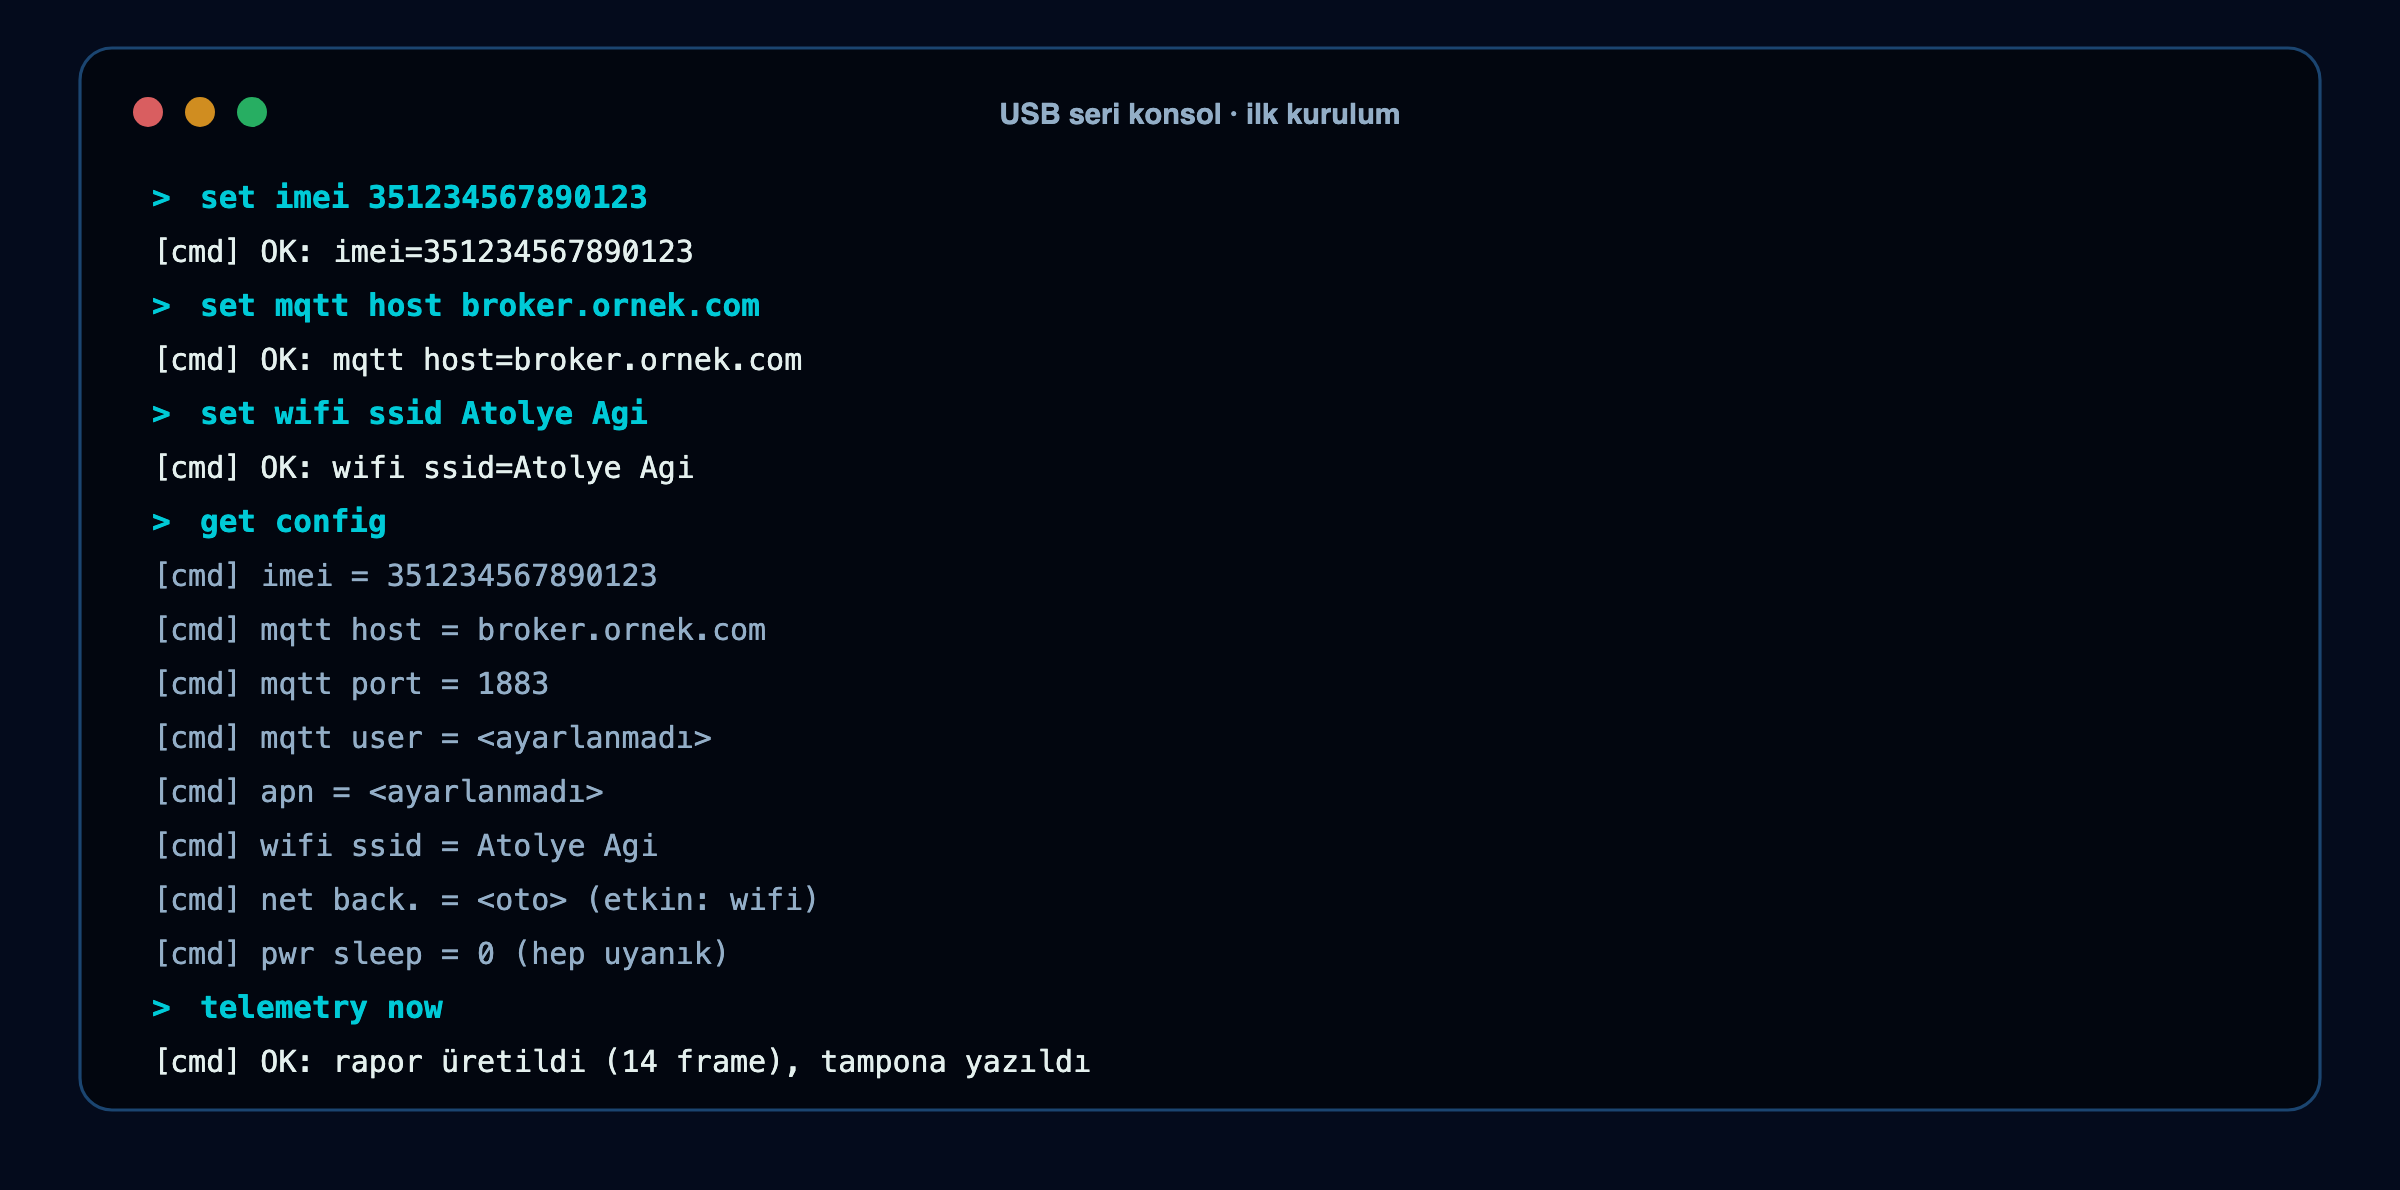 USB seri konsol · ilk kurulum
> set imei 351234567890123
[cmd] OK: imei=351234567890123
> set mqtt host broker.ornek.com
[cmd] OK: mqtt host=broker.ornek.com
> set wifi ssid Atolye Agi
[cmd] OK: wifi ssid=Atolye Agi
> get config
[cmd] imei = 351234567890123
[cmd] mqtt host = broker.ornek.com
[cmd] mqtt port = 1883
[cmd] mqtt user = <ayarlanmadı>
[cmd] apn = <ayarlanmadı>
[cmd] wifi ssid = Atolye Agi
[cmd] net back. = <oto> (etkin: wifi)
[cmd] pwr sleep = 0 (hep uyanık)
> telemetry now
[cmd] OK: rapor üretildi (14 frame), tampona yazıldı